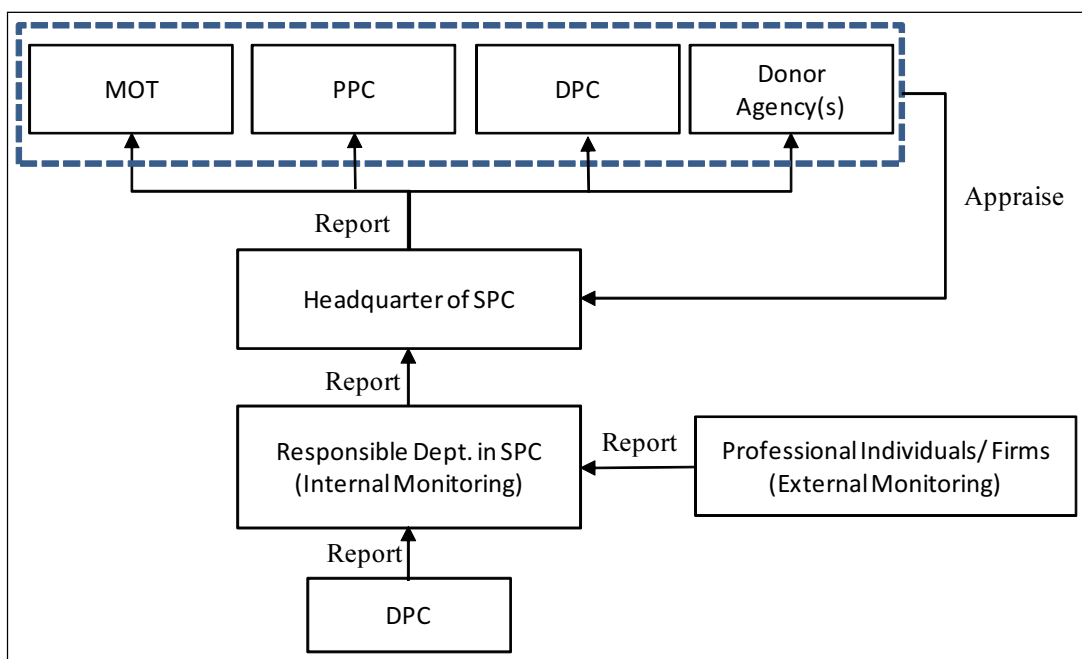 MOT
PPC
DPC
Donor
Agency(s)
Appraise
Report
Headquarter of SPC
Report
Responsible Dept. in SPC
(Internal Monitoring)
Report
Professional Individuals/ Firms
(External Monitoring)
Report
DPC